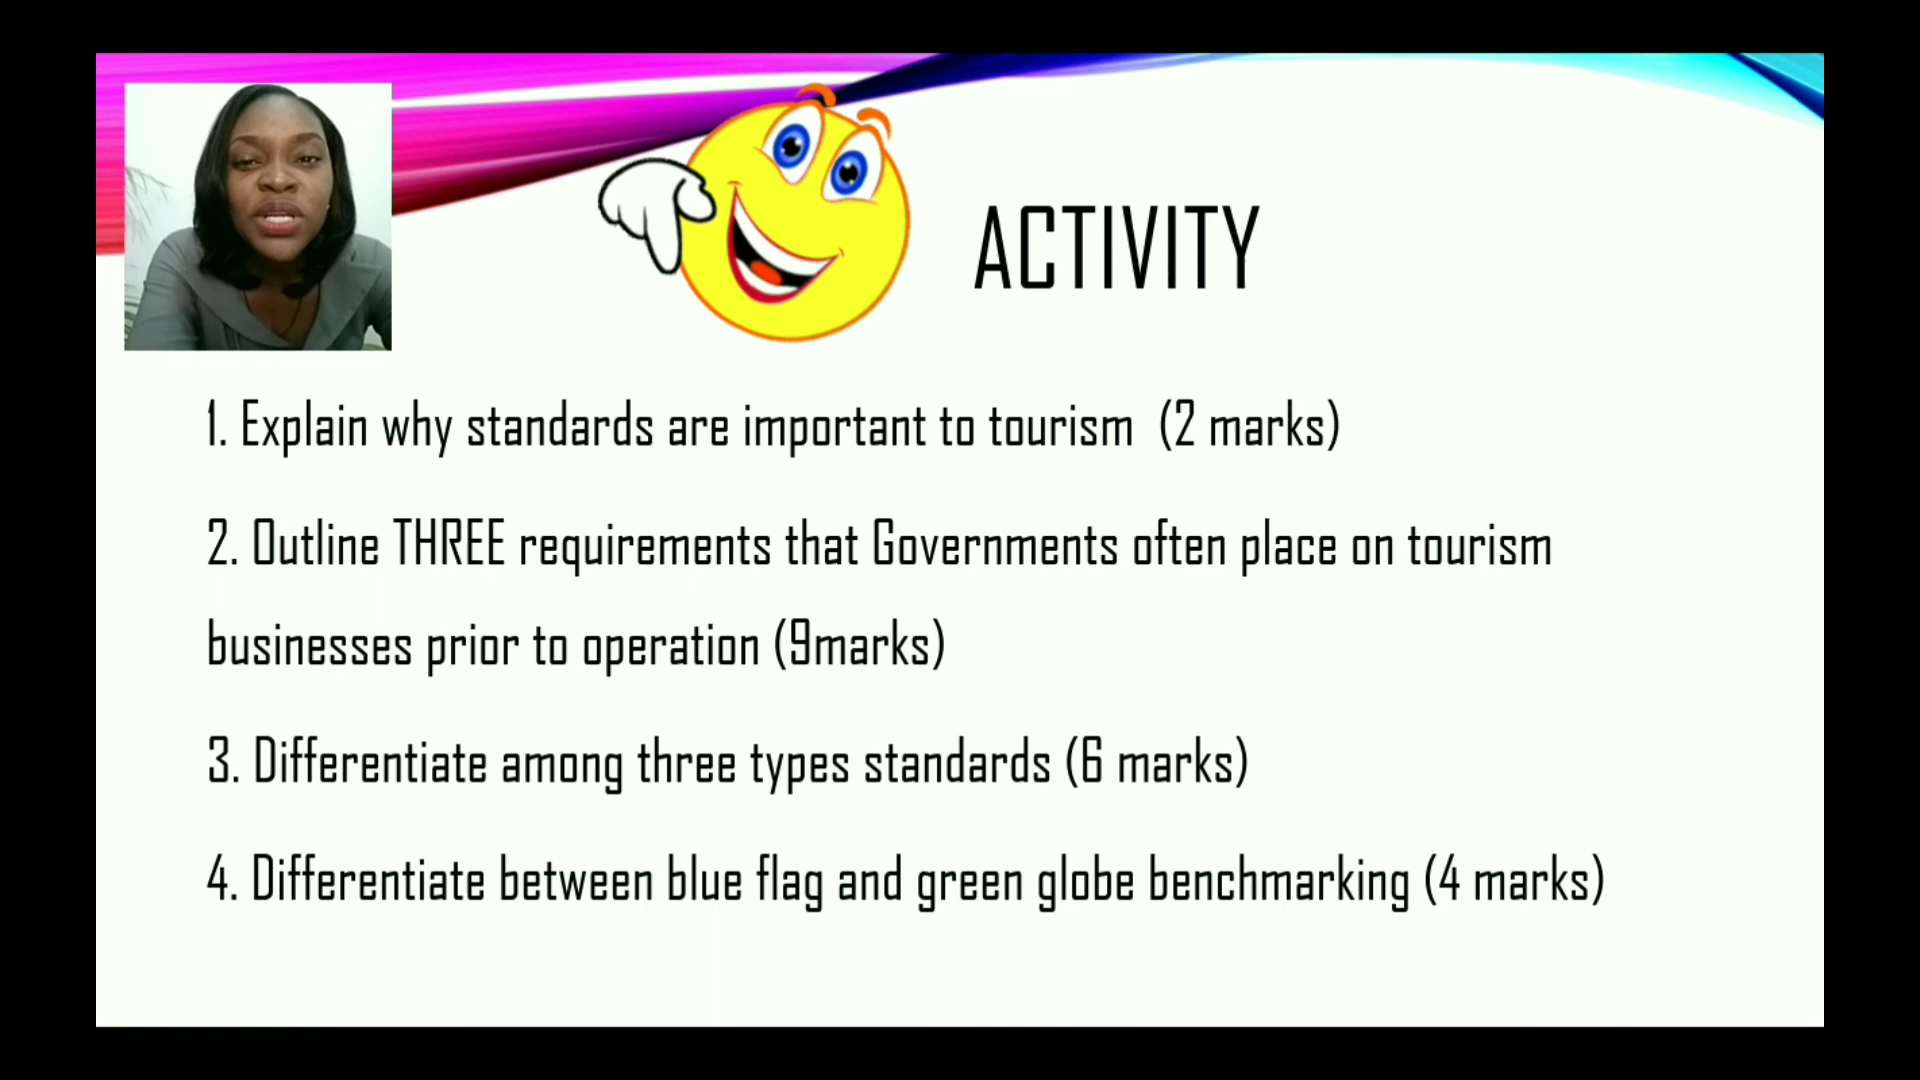 ACTIVITY
1. Explain why standards are important to tourism (2 marks)
2. Outline THREE requirements that Governments often place on tourism
businesses prior to operation (9marks)
3. Differentiate among three types standards (6 marks)
4. Differentiate between blue flag and green globe benchmarking (4 marks)